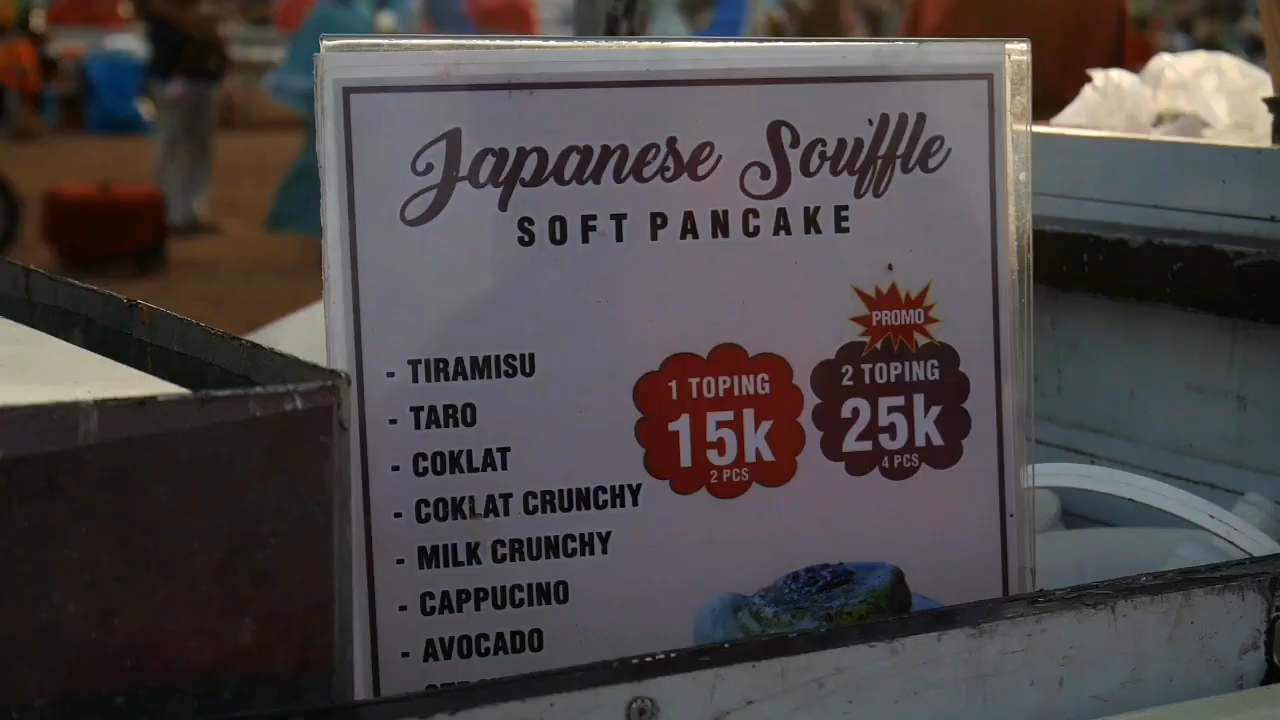 Japanese Souffle
SOFT PANCAKE
PROMO
1 TOPING
15k
2 PCS
2 TOPING
25k
4 PCS
- TIRAMISU
- TARO
- COKLAT
- COKLAT CRUNCHY
- MILK CRUNCHY
- CAPPUCINO
- AVOCADO